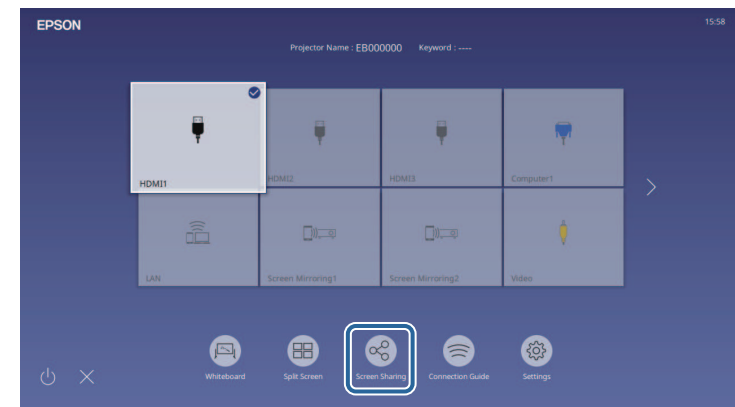 EPSON
15:58
Projector Name : EB000000 Keyword : ----
HDMI1
HDMI2
HDMI3
Computer1
LAN
Screen Mirroring1
Screen Mirroring2
Video
Whiteboard
Split Screen
Screen Sharing
Connection Guide
Settings